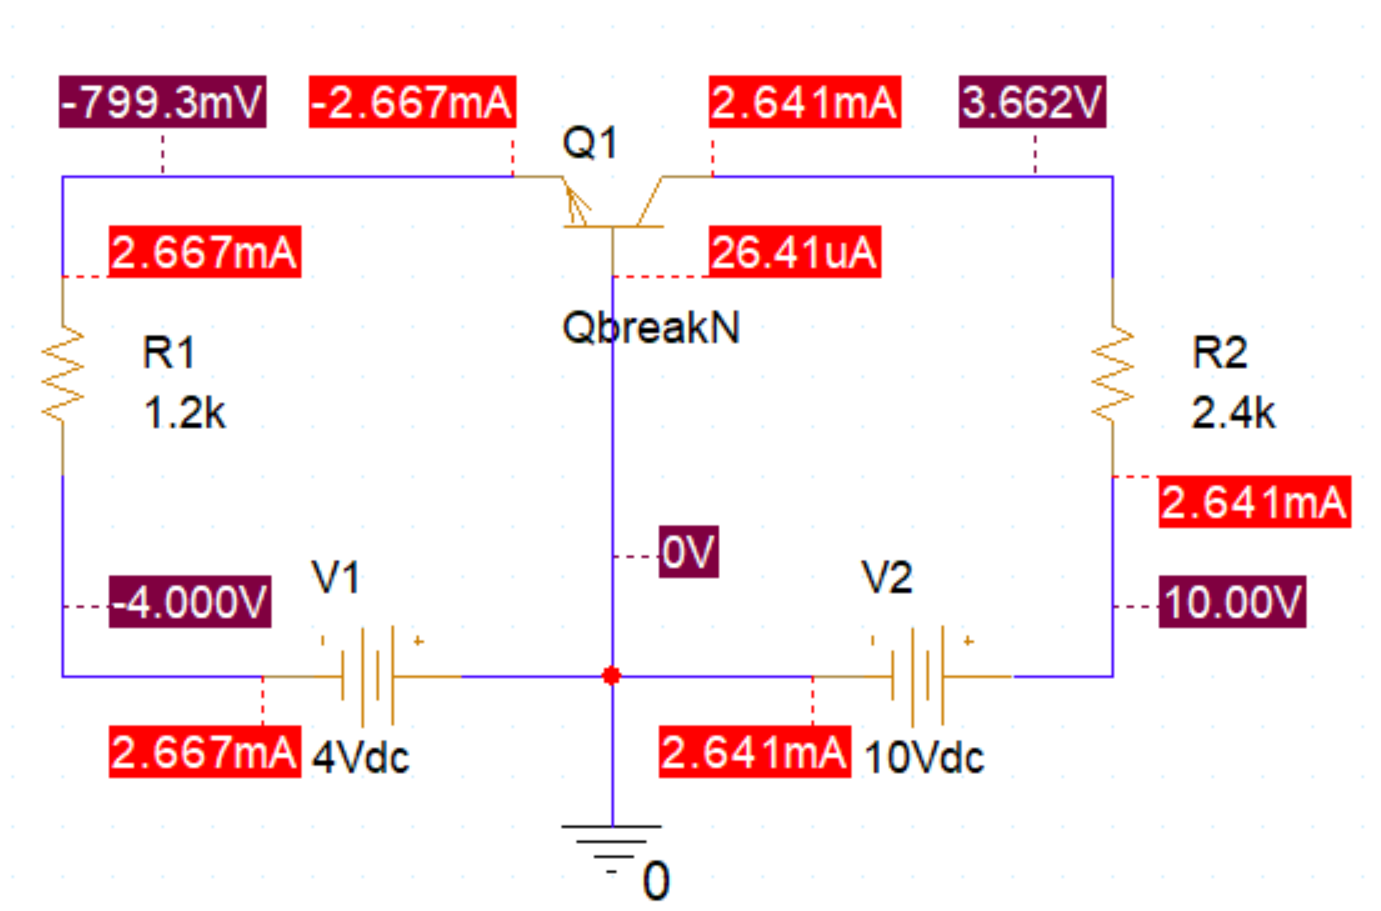 -799.3mV
-2.667mA
2.641mA
3.662V
Q1
2.667mA
26.41uA
QbreakN
R1
1.2k
R2
2.4k
2.641mA
0V
V1
V2
-4.000V
10.00V
- +
- +
2.667mA
4Vdc
2.641mA
10Vdc
0